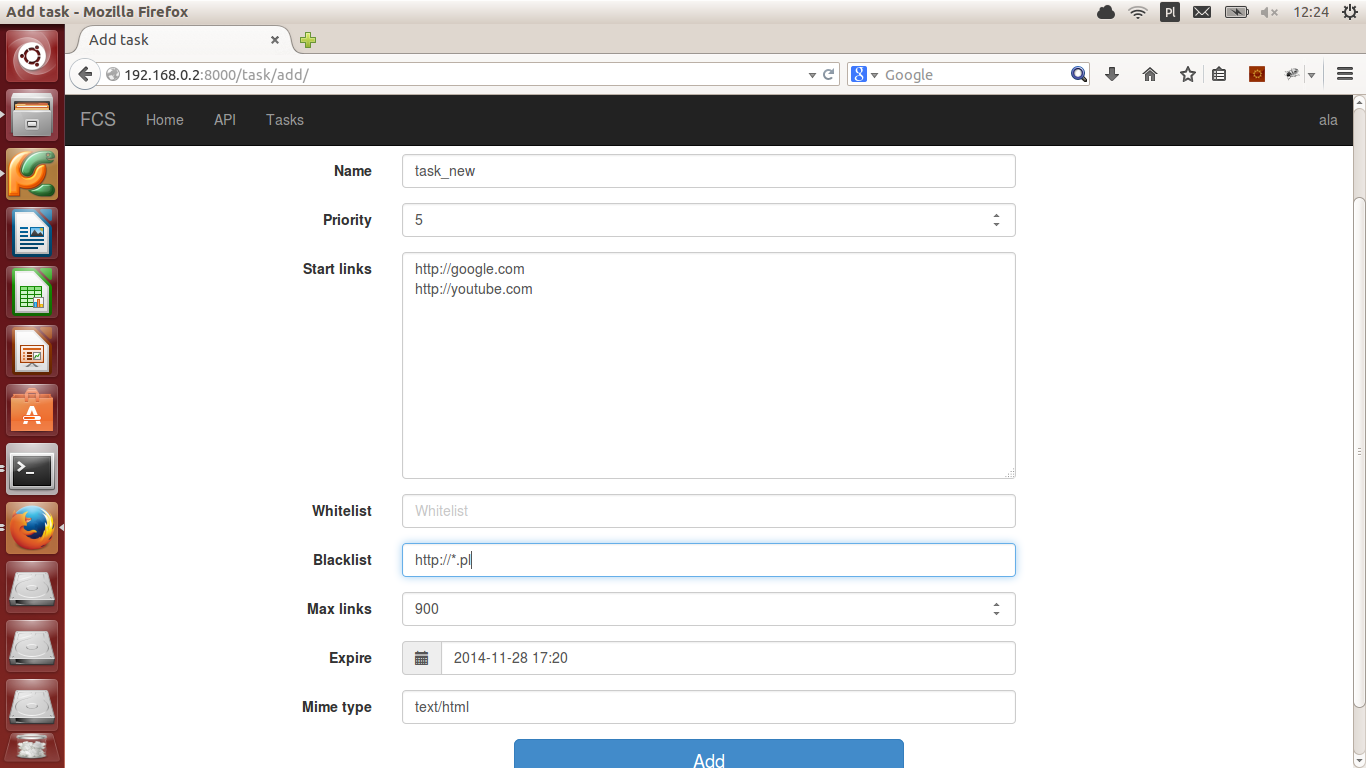 Add task - Mozilla Firefox
Pl
12:24
Add task
192.168.0.2:8000/task/add/
8 Google
FCS Home API Tasks ala
Name task_new
Priority 5
Start links http://google.com
http://youtube.com
Whitelist Whitelist
Blacklist http://*.pl
Max links 900
Expire 2014-11-28 17:20
Mime type text/html
Add